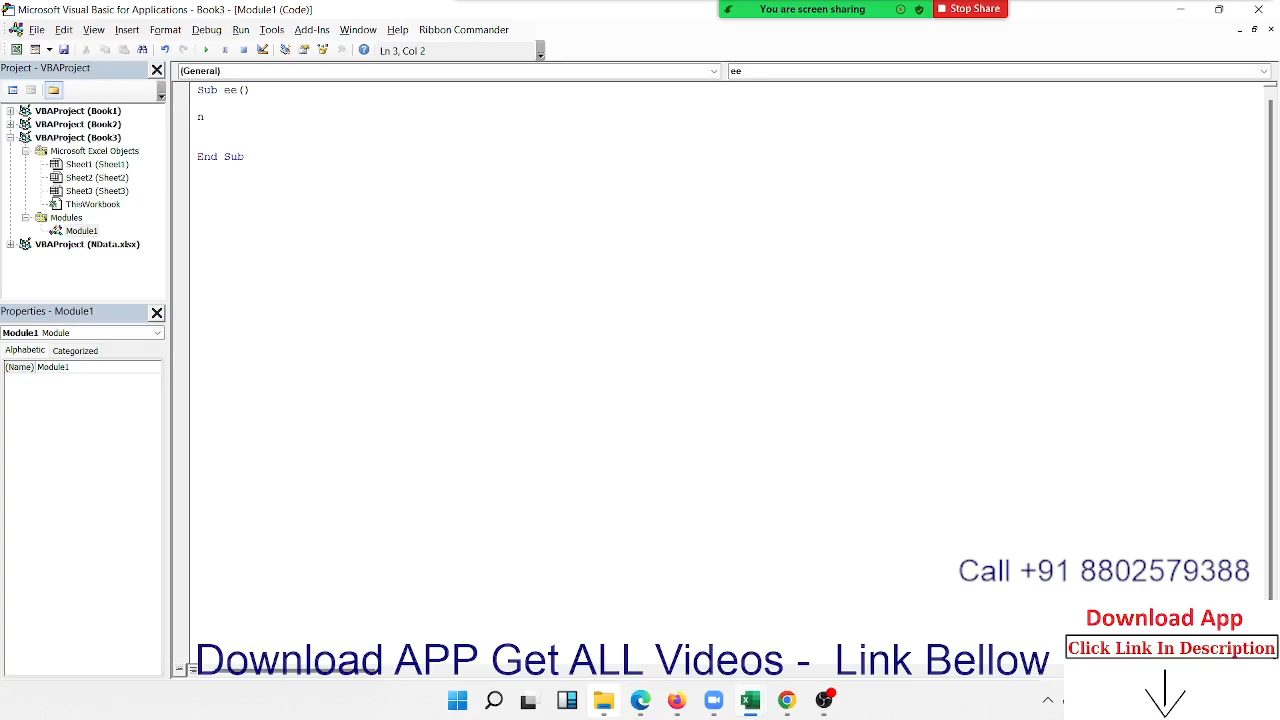 Microsoft Visual Basic for Applications - Book3 - [Module1 (Code)]
You are screen sharing
Stop Share
File Edit View Insert Format Debug Run Tools Add-Ins Window Help Ribbon Commander
Ln 3, Col 2
Project - VBAProject
(General)
ee
Sub ee()
n
End Sub
VBAProject (Book1)
VBAProject (Book2)
VBAProject (Book3)
Microsoft Excel Objects
Sheet1 (Sheet1)
Sheet2 (Sheet2)
Sheet3 (Sheet3)
ThisWorkbook
Modules
Module1
VBAProject (NData.xlsx)
Properties - Module1
Module1 Module
Alphabetic Categorized
(Name) Module1
Call +91 8802579388
Download App
Click Link In Description
Download APP Get ALL Videos - Link Bellow